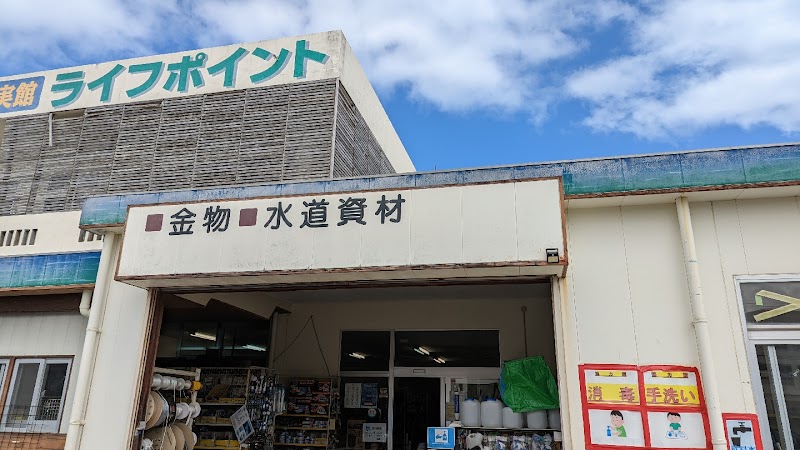 実館 ライフポイント
■金物■水道資材
消毒 手洗い